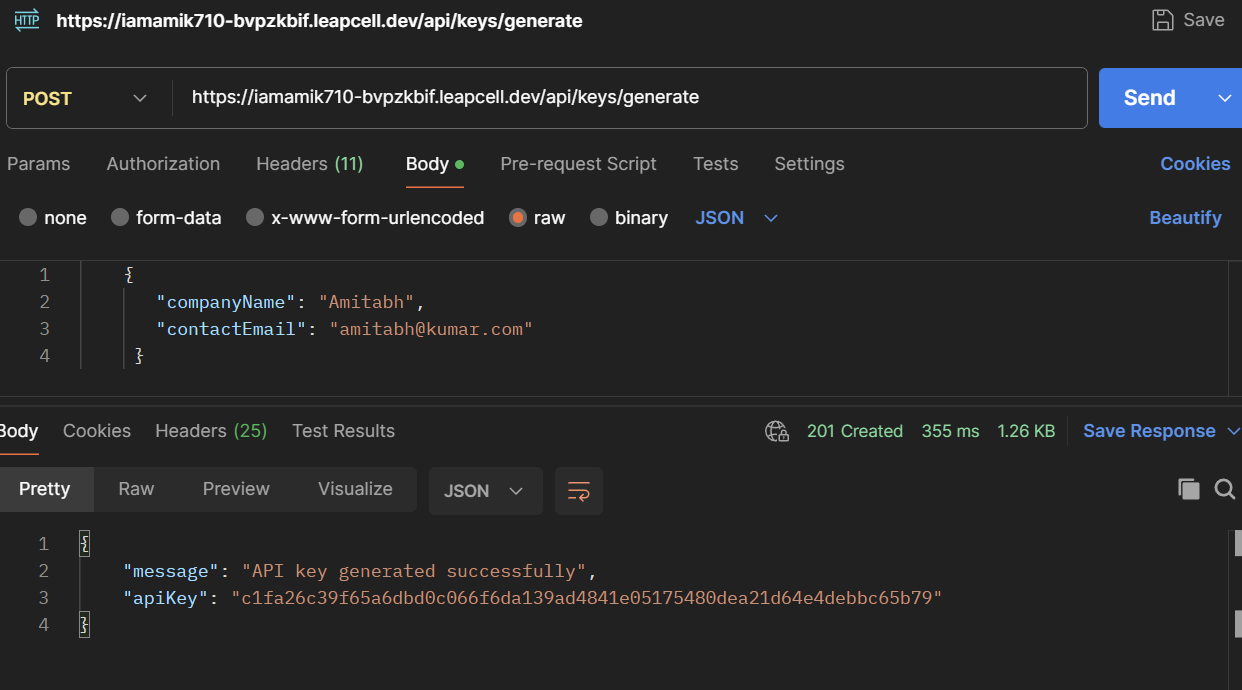 HTTP https://iamamik710-bvpzkbif.leapcell.dev/api/keys/generate Save
POST https://iamamik710-bvpzkbif.leapcell.dev/api/keys/generate Send
Params Authorization Headers (11) Body Pre-request Script Tests Settings Cookies
none form-data x-www-form-urlencoded raw binary JSON Beautify
1 {
2 "companyName": "Amitabh",
3 "contactEmail": "amitabh@kumar.com"
4 }
Body Cookies Headers (25) Test Results 201 Created 355 ms 1.26 KB Save Response
Pretty Raw Preview Visualize JSON
1 {
2 "message": "API key generated successfully",
3 "apiKey": "c1fa26c39f65a6dbd0c066f6da139ad4841e05175480dea21d64e4debbc65b79"
4 }